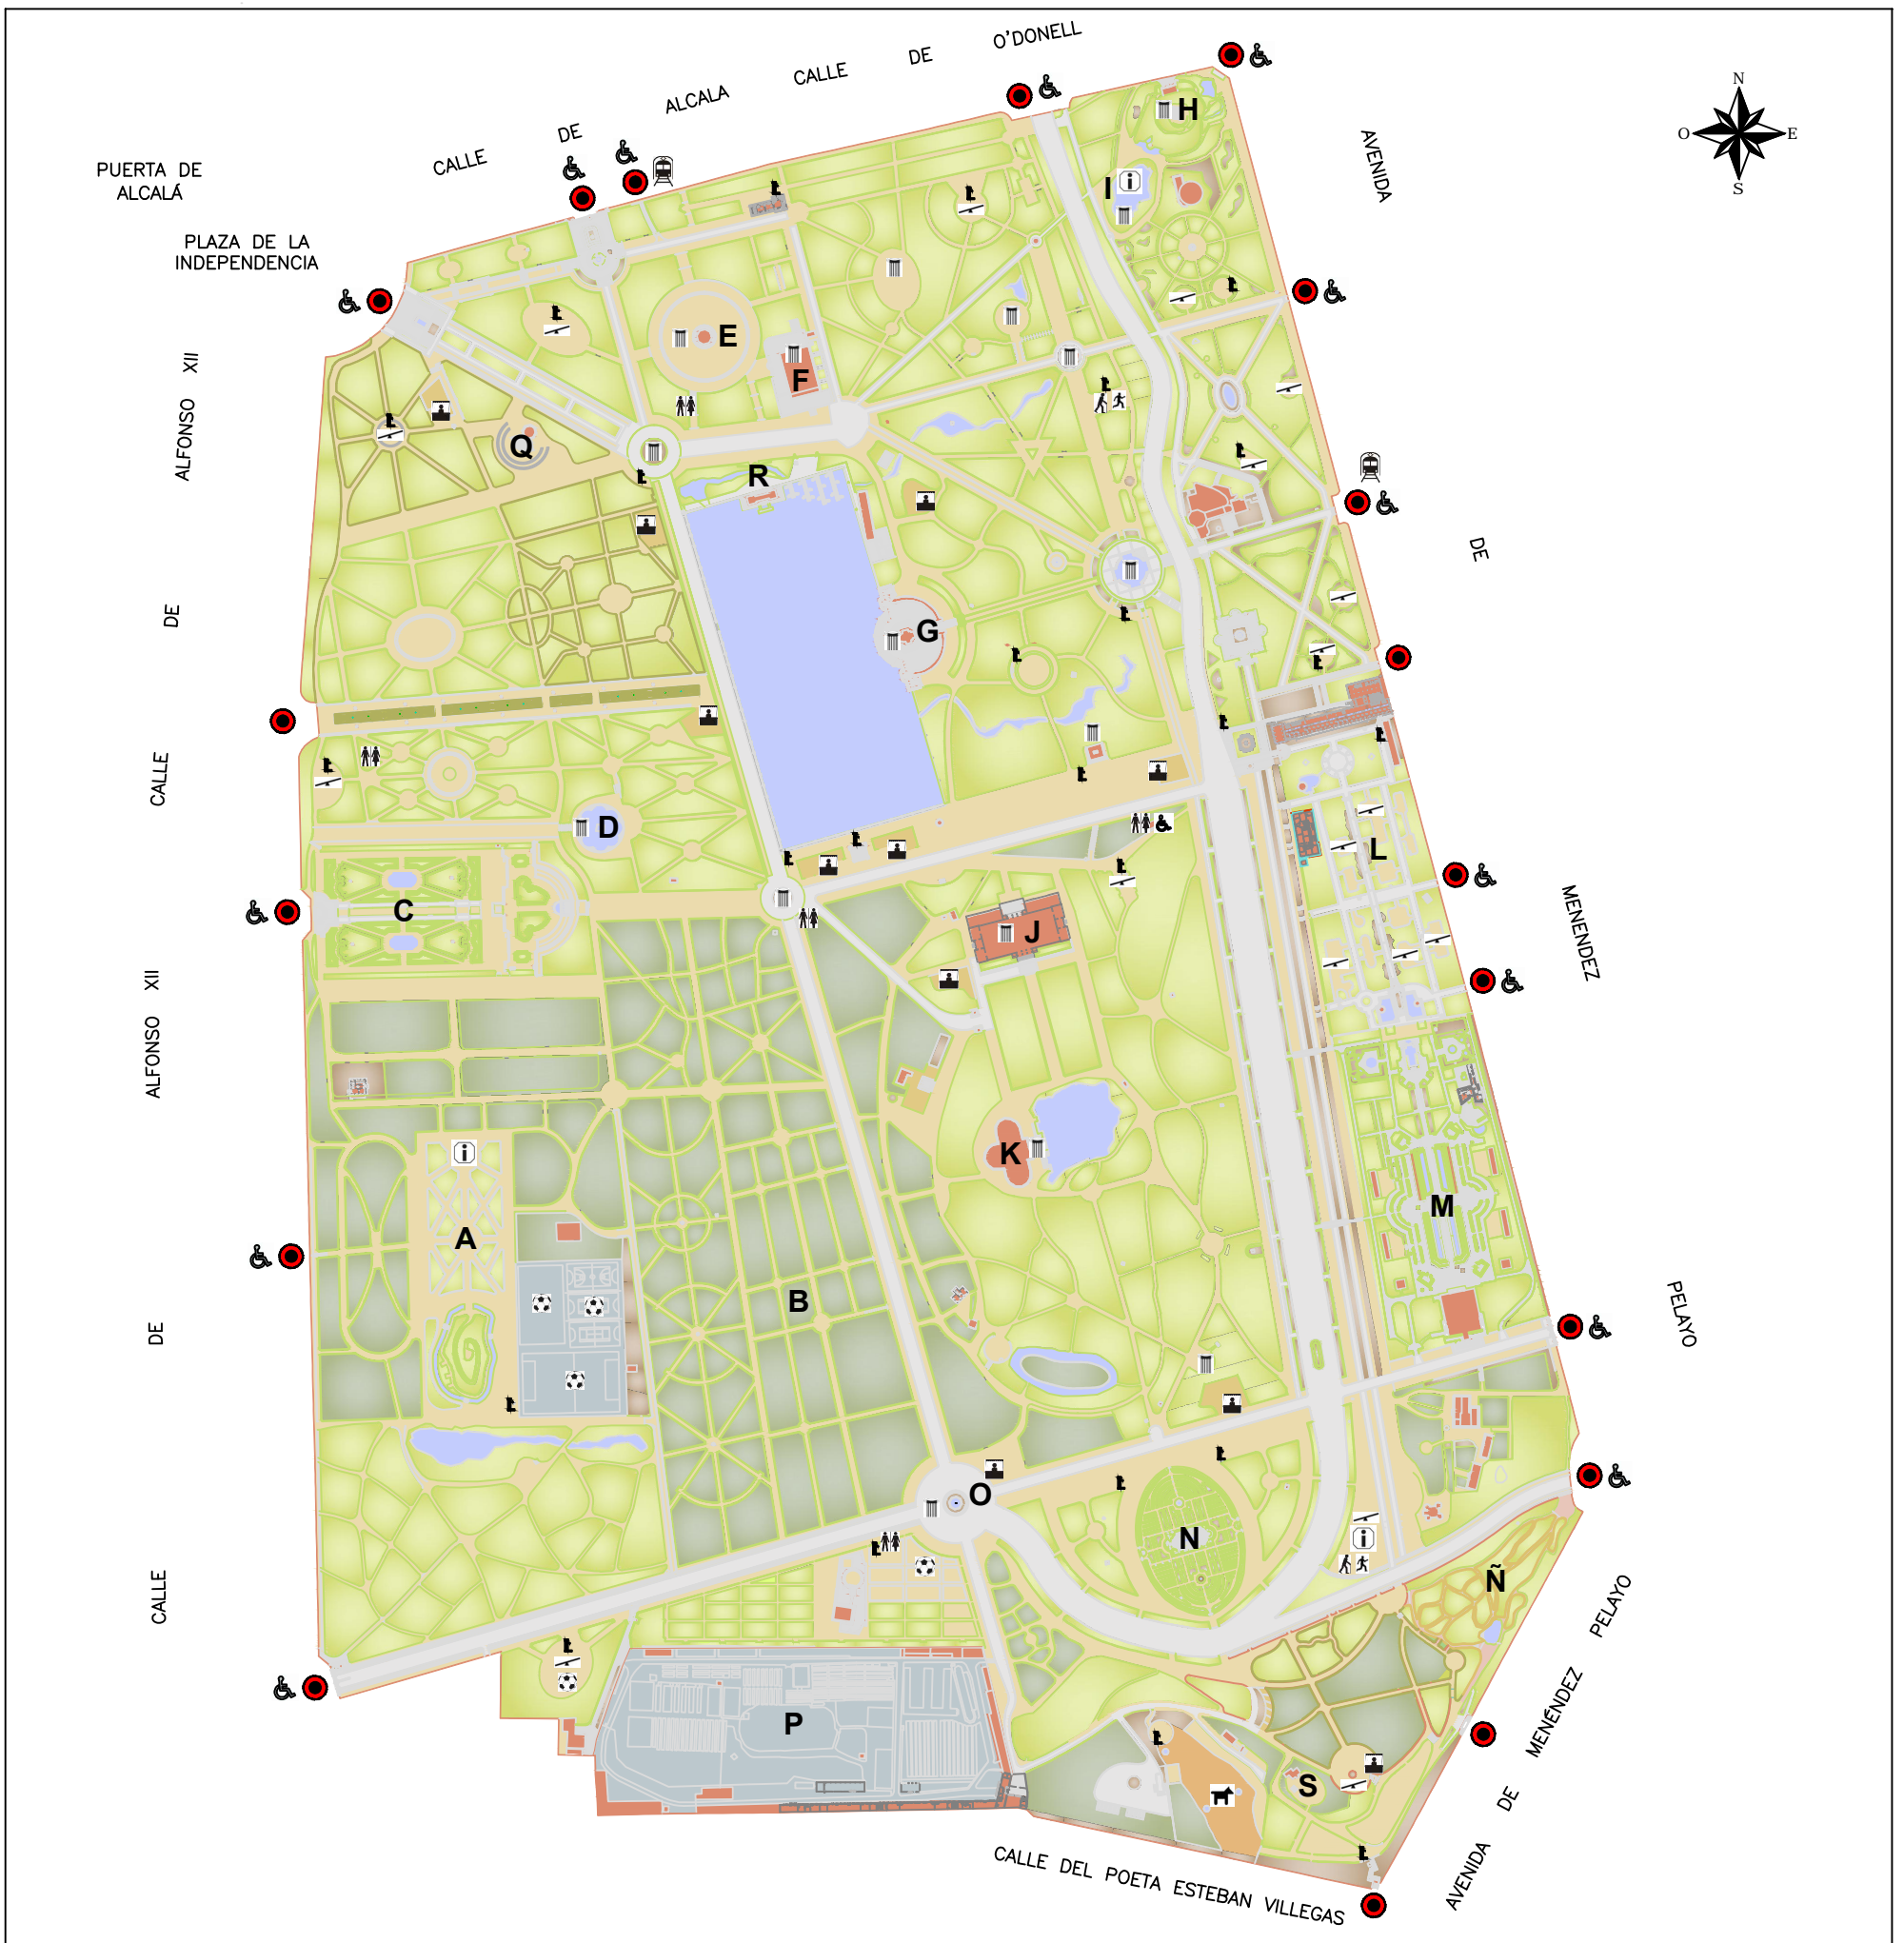 CALLE DE ALCALA
CALLE DE O'DONELL
PUERTA DE
ALCALÁ
PLAZA DE LA
INDEPENDENCIA
N
O E
S
AVENIDA DE MENENDEZ PELAYO
CALLE DE ALFONSO XII
CALLE DE ALFONSO XII
H
I
i
E
F
Q
R
G
D
L
C
J
K
i
A
M
B
O
N
i
Ñ
P
S
AVENIDA DE MENÉNDEZ PELAYO
CALLE DEL POETA ESTEBAN VILLEGAS